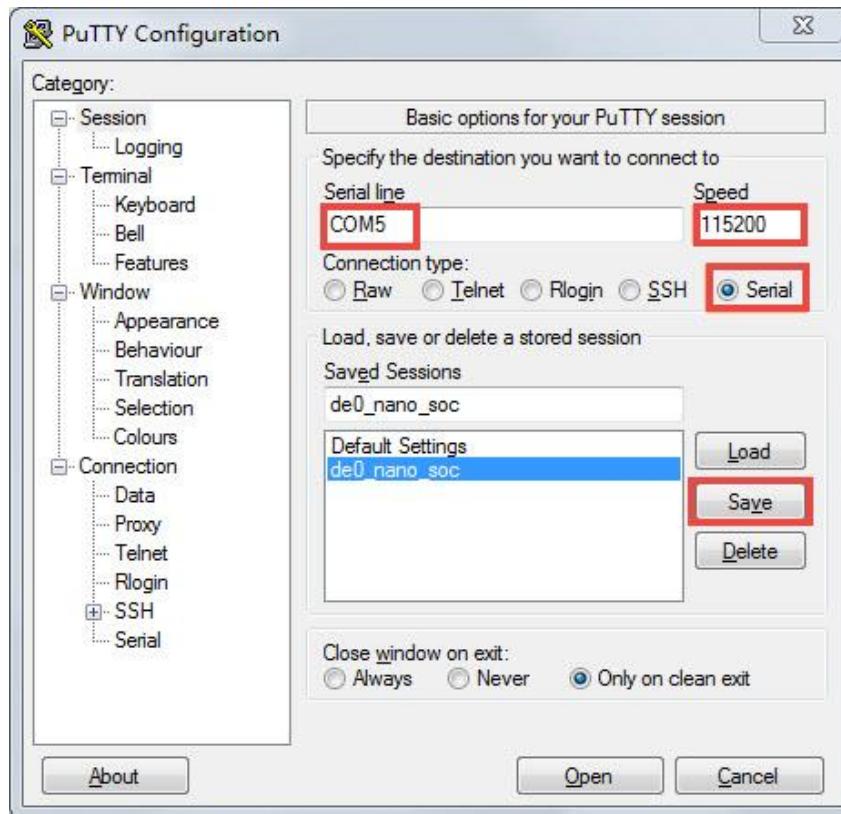 PuTTY Configuration
Category:
Session
Logging
Terminal
Keyboard
Bell
Features
Window
Appearance
Behaviour
Translation
Selection
Colours
Connection
Data
Proxy
Telnet
Rlogin
SSH
Serial
Basic options for your PuTTY session
Specify the destination you want to connect to
Serial line Speed
COM5 115200
Connection type:
Raw Telnet Rlogin SSH Serial
Load, save or delete a stored session
Saved Sessions
de0_nano_soc
Default Settings
de0_nano_soc
Load
Save
Delete
Close window on exit:
Always Never Only on clean exit
About Open Cancel